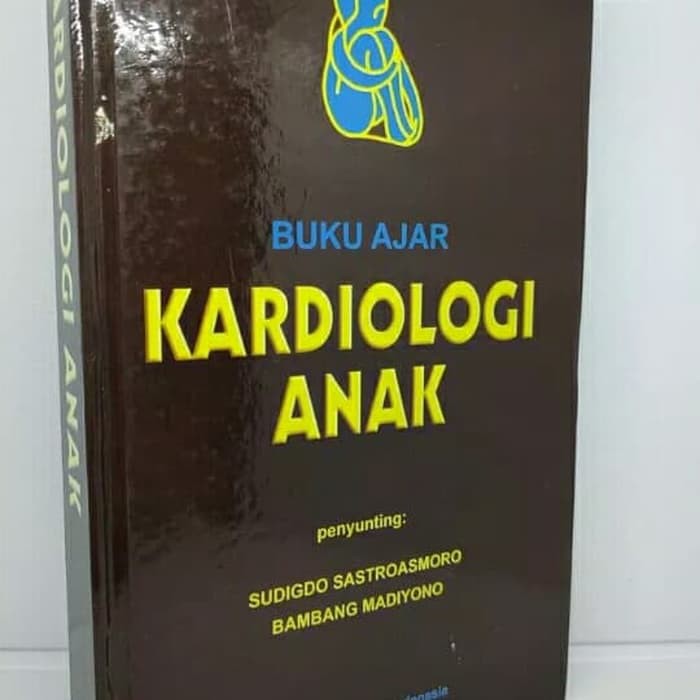 KARDIOLOGI ANAK
BUKU AJAR
KARDIOLOGI
ANAK
penyunting:
SUDIGDO SASTROASMORO
BAMBANG MADIYONO